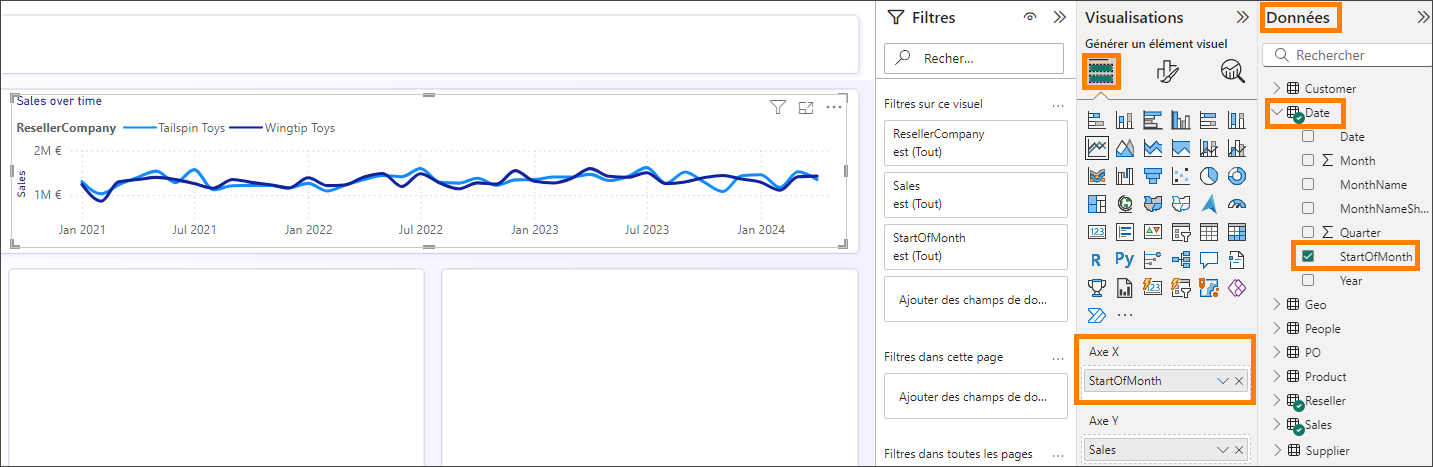 Sales over time
ResellerCompany Tailspin Toys Wingtip Toys
2M €
1M €
Sales
Jan 2021 Jul 2021 Jan 2022 Jul 2022 Jan 2023 Jul 2023 Jan 2024
Filtres
Recher...
Filtres sur ce visuel ...
ResellerCompany
est (Tout)
Sales
est (Tout)
StartOfMonth
est (Tout)
Ajouter des champs de do...
Filtres dans cette page ...
Ajouter des champs de do...
Filtres dans toutes les pages ...
Visualisations
Générer un élément visuel
123
R Py
123
...
Axe X
StartOfMonth
Axe Y
Sales
Données
Rechercher
Customer
Date
Date
Month
MonthName
MonthNameSh...
Quarter
StartOfMonth
Year
Geo
People
PO
Product
Reseller
Sales
Supplier